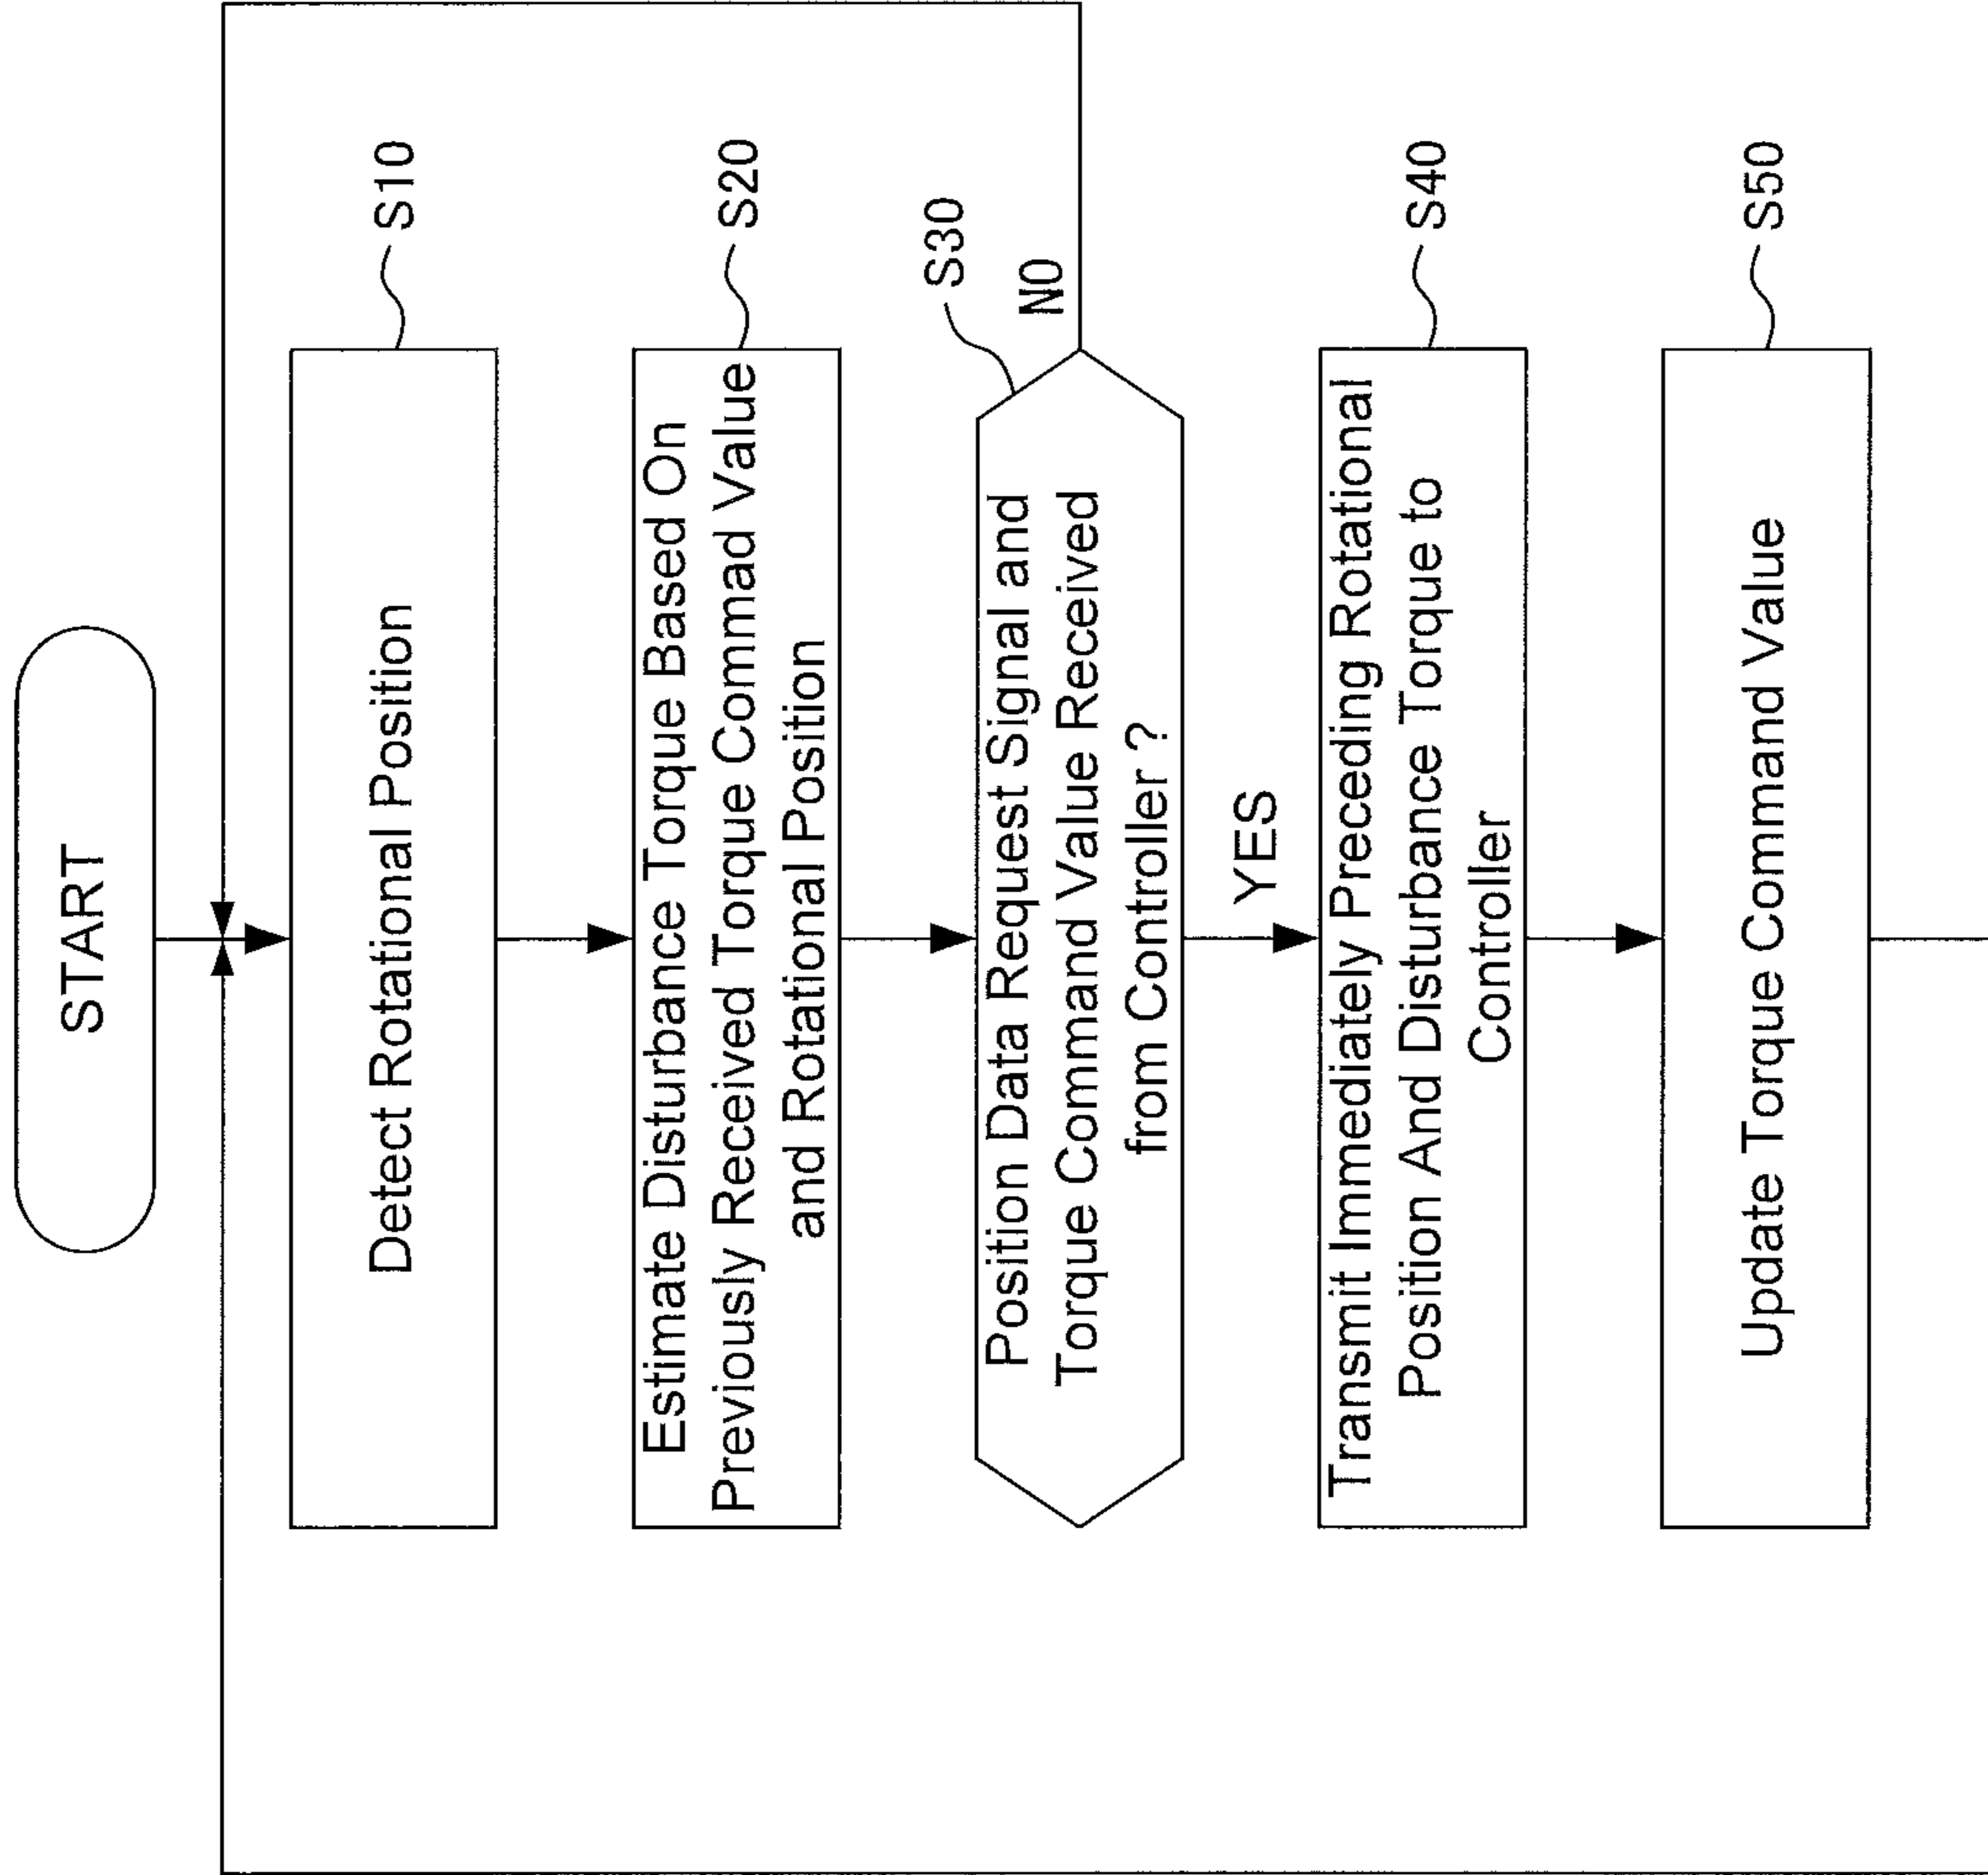 START
Detect Rotational Position
S10
Estimate Disturbance Torque Based On
Previously Received Torque Commad Value
and Rotational Position
S20
Position Data Request Signal and
Torque Command Value Received
from Controller ?
S30
NO
YES
Transmit Immediately Preceding Rotational
Position And Disturbance Torque to
Controller
S40
Update Torque Command Value
S50